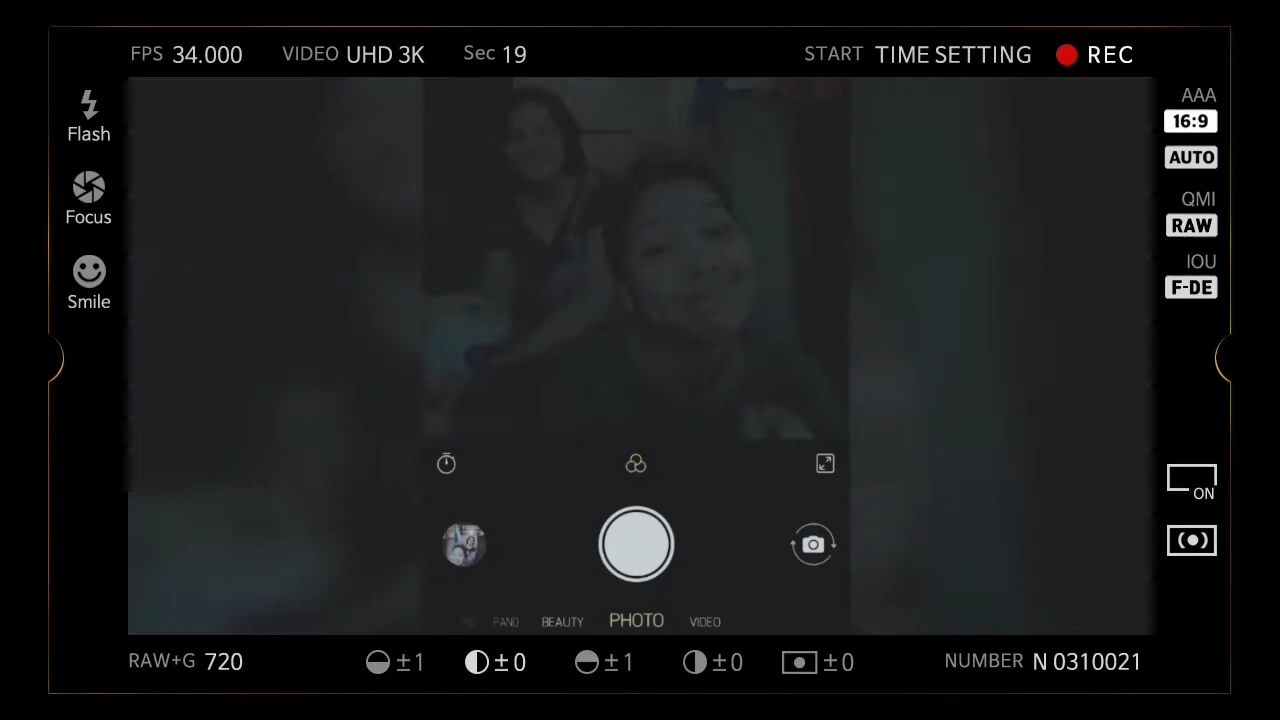 FPS 34.000 VIDEO UHD 3K Sec 19 START TIME SETTING REC
Flash
Focus
Smile
AAA
16:9
AUTO
QMI
RAW
IOU
F-DE
ON
PANO BEAUTY PHOTO VIDEO
RAW+G 720 ±1 ±0 ±1 ±0 ±0 NUMBER N 0310021